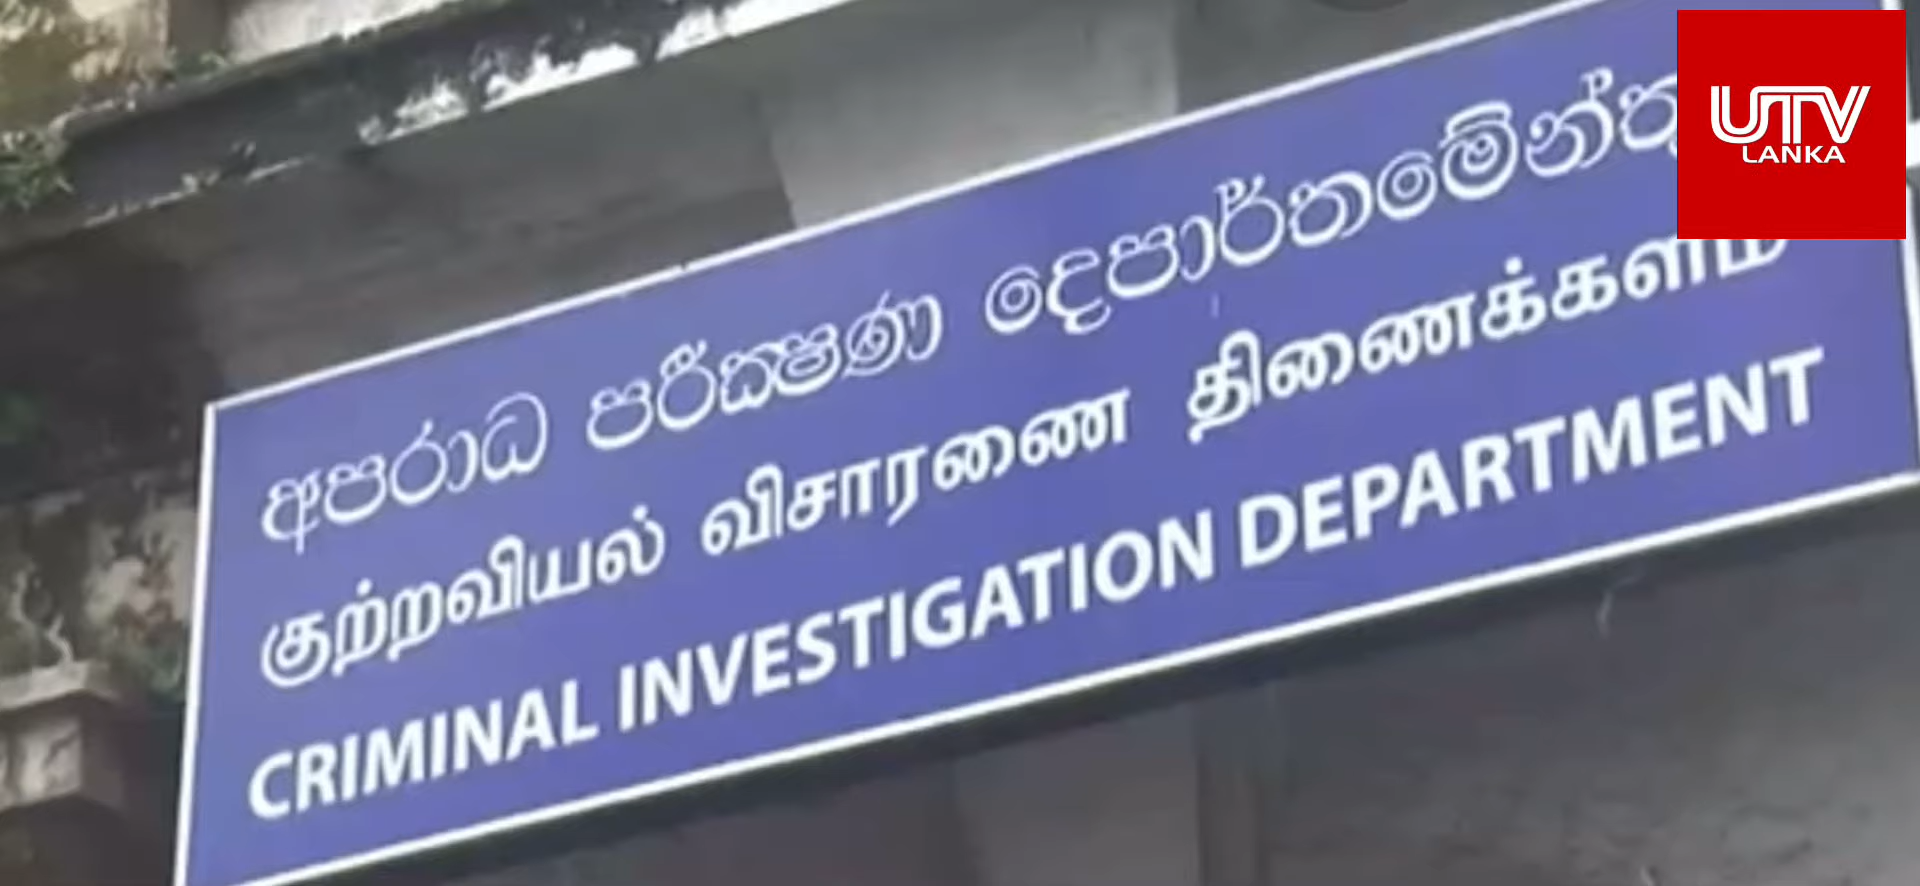 UTV
LANKA
අපරාධ පරීක්ෂණ දෙපාර්තමේන්තු
குற்றவியல் விசாரணை திணைக்களம்
CRIMINAL INVESTIGATION DEPARTMENT